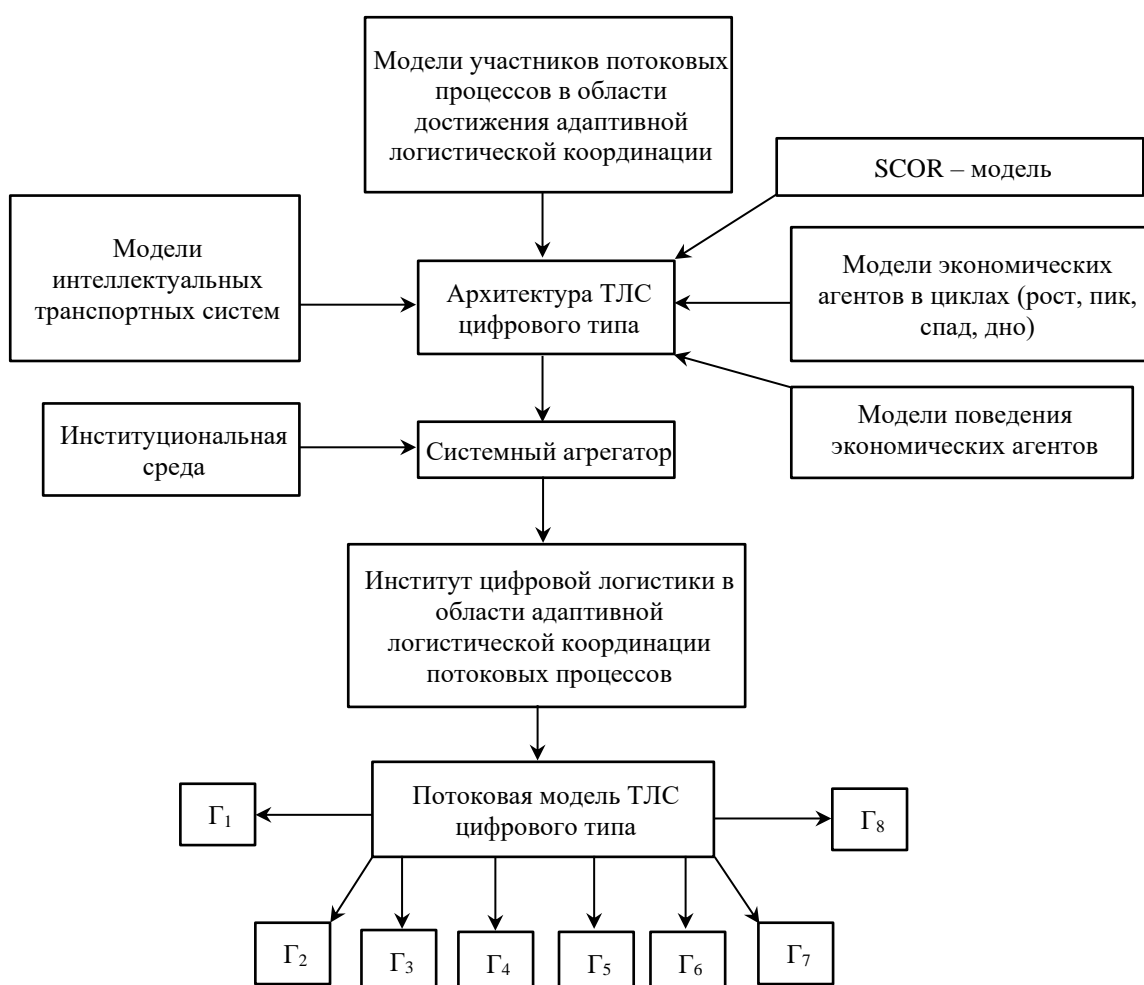 Модели участников потоковых
процессов в области
достижения адаптивной
логистической координации
SCOR – модель
Модели
интеллектуальных
транспортных систем
Архитектура ТЛС
цифрового типа
Модели экономических
агентов в циклах (рост, пик,
спад, дно)
Модели поведения
экономических агентов
Институциональная
среда
Системный агрегатор
Институт цифровой логистики в
области адаптивной
логистической координации
потоковых процессов
Потоковая модель ТЛС
цифрового типа
Г₁
Г₈
Г₂
Г₃
Г₄
Г₅
Г₆
Г₇